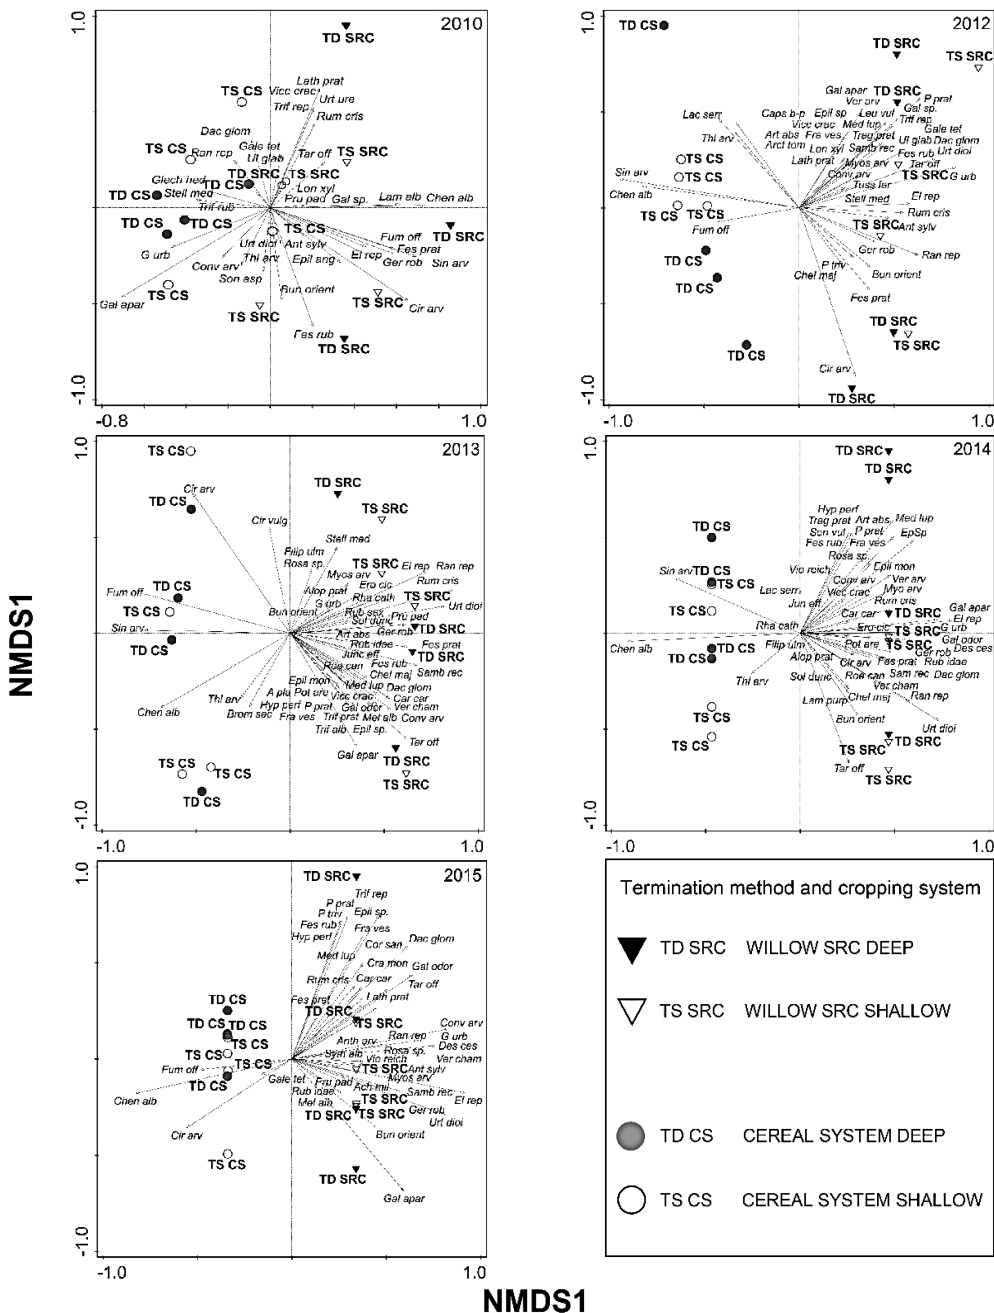 1.0
2010
TD SRC
Lath prat
Vicc crac
TS CS
Urt ure
Trif rep
Rum cris
Dac glom
TS CS
Gale tet
Ran rep
Ul glab
Tar off
TS SRC
TD SRC
TS SRC
Glech hed
TD CS
Lon xyl
TD CS
Stell med
Pru pad
Gal sp.
Lam alb
Chen alb
Trif rub
TD CS
TD CS
TS CS
TD SRC
Urt dioi
Ant sylv
Fum off
Fes prat
G urb
Thl arv
Epil ang
El rep
Ger rob
Sin arv
Conv arv
Son asp
TS CS
Bun orient
TS SRC
Gal apar
TS SRC
Cir arv
Fes rub
TD SRC
-1.0
-0.8
1.0
1.0
2012
TD CS
TD SRC
TS SRC
TD SRC
Gal apar
P prat
Ver arv
Gal sp.
Lac serr
Caps b-p
Epil sp
Leu vul
Trif rep
Vicc crac
Med lup
Gale tet
Thl arv
Art abs
Fra ves
Trag pret
Ul glab
Dac glom
Arct tom
Lon xyl
Samb rec
Fes rub
Urt dioi
TS CS
Lath prat
Myos arv
Tar off
Sin arv
TS CS
Conv arv
TS SRC
G urb
Chen alb
Tuss far
Stell med
El rep
TS CS
TS CS
Rum cris
Fum off
TS SRC
Ant sylv
Ger rob
Ran rep
TD CS
P triv
Bun orient
TD CS
Chel maj
Fes prat
TD SRC
TD CS
TS SRC
Cir arv
TD SRC
-1.0
-1.0
1.0
1.0
2013
TS CS
Cir arv
TD SRC
TD CS
TS SRC
Cir vulg
Stell med
Filip ulm
Rosa sp.
TS SRC
El rep
Ran rep
Myos arv
Rum cris
TD CS
Alop prat
Ero cic
Fum off
G urb
Rha cath
TS SRC
TS CS
Bun orient
Rub sax
Urt dioi
Sol dulc
Pru pad
Sin arv
Art abs
Ger rob
TD SRC
TD CS
Rub idae
Fes prat
Junc eff
TD SRC
Roe can
Fes rub
Samb rec
Epil mon
Chel maj
Med lup
Dac glom
A pla
Pot are
Vicc crac
Car car
Thl arv
Hyp perf
P prat
Gal odor
Ver cham
Chen alb
Brom sec
Fra ves
Trif prat
Mel alb
Conv arv
Trif alb
Epil sp.
Ter off
Gal apar
TS CS
TS CS
TD SRC
TS SRC
TD CS
-1.0
-1.0
1.0
1.0
2014
TD SRC
TD SRC
Hyp perf
Trag prat
Art abs
Med lup
TD CS
Sen vul
P pret
EpSp
Fes rub
Fra ves
Rosa sp.
Vio reich
Epil mon
TD CS
TS CS
Sin arv
Conv arv
Ver arv
Lac serr
Vicc crac
Myo arv
TS CS
Jun eff
Rum cris
Car car
TD SRC
Gal apar
El rep
Rha cath
Ero cic
G urb
TS SRC
Chen alb
TD CS
Filip ulm
Pot are
TS SRC
Gal odor
Ger rob
Des ces
TD CS
Alop prat
Cir arv
Fes prat
Rub idae
Thl arv
Sol dulc
Roe can
Sam rec
Dac glom
Ver cham
Lam purp
Chel maj
Ran rep
TS CS
Bun orient
Urt dioi
TS CS
TS SRC
TD SRC
Tar off
TS SRC
-1.0
-1.0
1.0
NMDS1
1.0
2015
TD SRC
Trif rep
P prat
P triv
Epil sp.
Fes rub
Fra ves
Hyp perf
Cor san
Dac glom
Med lup
Cra mon
Gal odor
Rum cris
Car car
Tar off
TD CS
Fes prat
Lath prat
TD SRC
TD CS
TD CS
TS SRC
Conv arv
TS CS
Anth arv
Ran rep
G urb
TS CS
Sym alb
Rosa sp.
Des ces
Vio reich
Ver cham
Fum off
TS CS
TS SRC
Ant sylv
TD CS
Gale tet
Pru pad
Myos arv
Chen alb
Rub idae
Ach mil
Samb rec
El rep
Mel alb
TS SRC
TD SRC
TS SRC
Ger rob
Urt dioi
Cir arv
Bun orient
TS CS
TD SRC
Gal apar
-1.0
-1.0
1.0
Termination method and cropping system
TD SRC WILLOW SRC DEEP
TS SRC WILLOW SRC SHALLOW
TD CS CEREAL SYSTEM DEEP
TS CS CEREAL SYSTEM SHALLOW
NMDS1